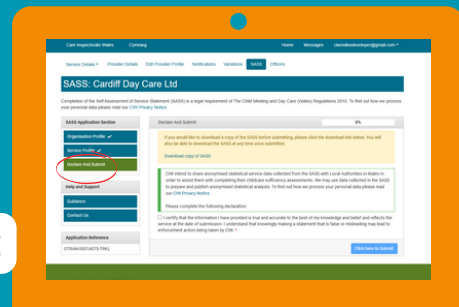 Care Inspectorate Wales Cymraeg Home Messages
Service Details Provider Details Edit Provider Profile Notifications Variations SASS Officers
SASS: Cardiff Day Care Ltd
Completion of the Self Assessment of Service Statement (SASS) is a legal requirement of The Child Minding and Day Care (Wales) Regulations 2010. To find out how we process
your personal data please read our CIW Privacy Notice
SASS Application Section
Organisation Profile ✓
Service Profile ✓
Declare And Submit
Help and Support
Guidance
Contact Us
Application Reference
Declare And Submit 0%
If you would like to download a copy of the SASS before submitting, please click the download link below. You will
also be able to download the SASS at any time once submitted.
Download copy of SASS
CIW intend to share anonymised statistical service data collected from the SASS with Local Authorities in Wales in
order to assist them with completing their childcare sufficiency assessments. We may use data collected in the SASS
to prepare and publish anonymised statistical analysis. To find out how we process your personal data please read
our CIW Privacy Notice.
Please complete the following declaration
I certify that the information I have provided is true and accurate to the best of my knowledge and belief and reflects the
service at the date of submission. I understand that knowingly making a statement that is false or misleading may lead to
enforcement action being taken by CIW *
Click here to Submit